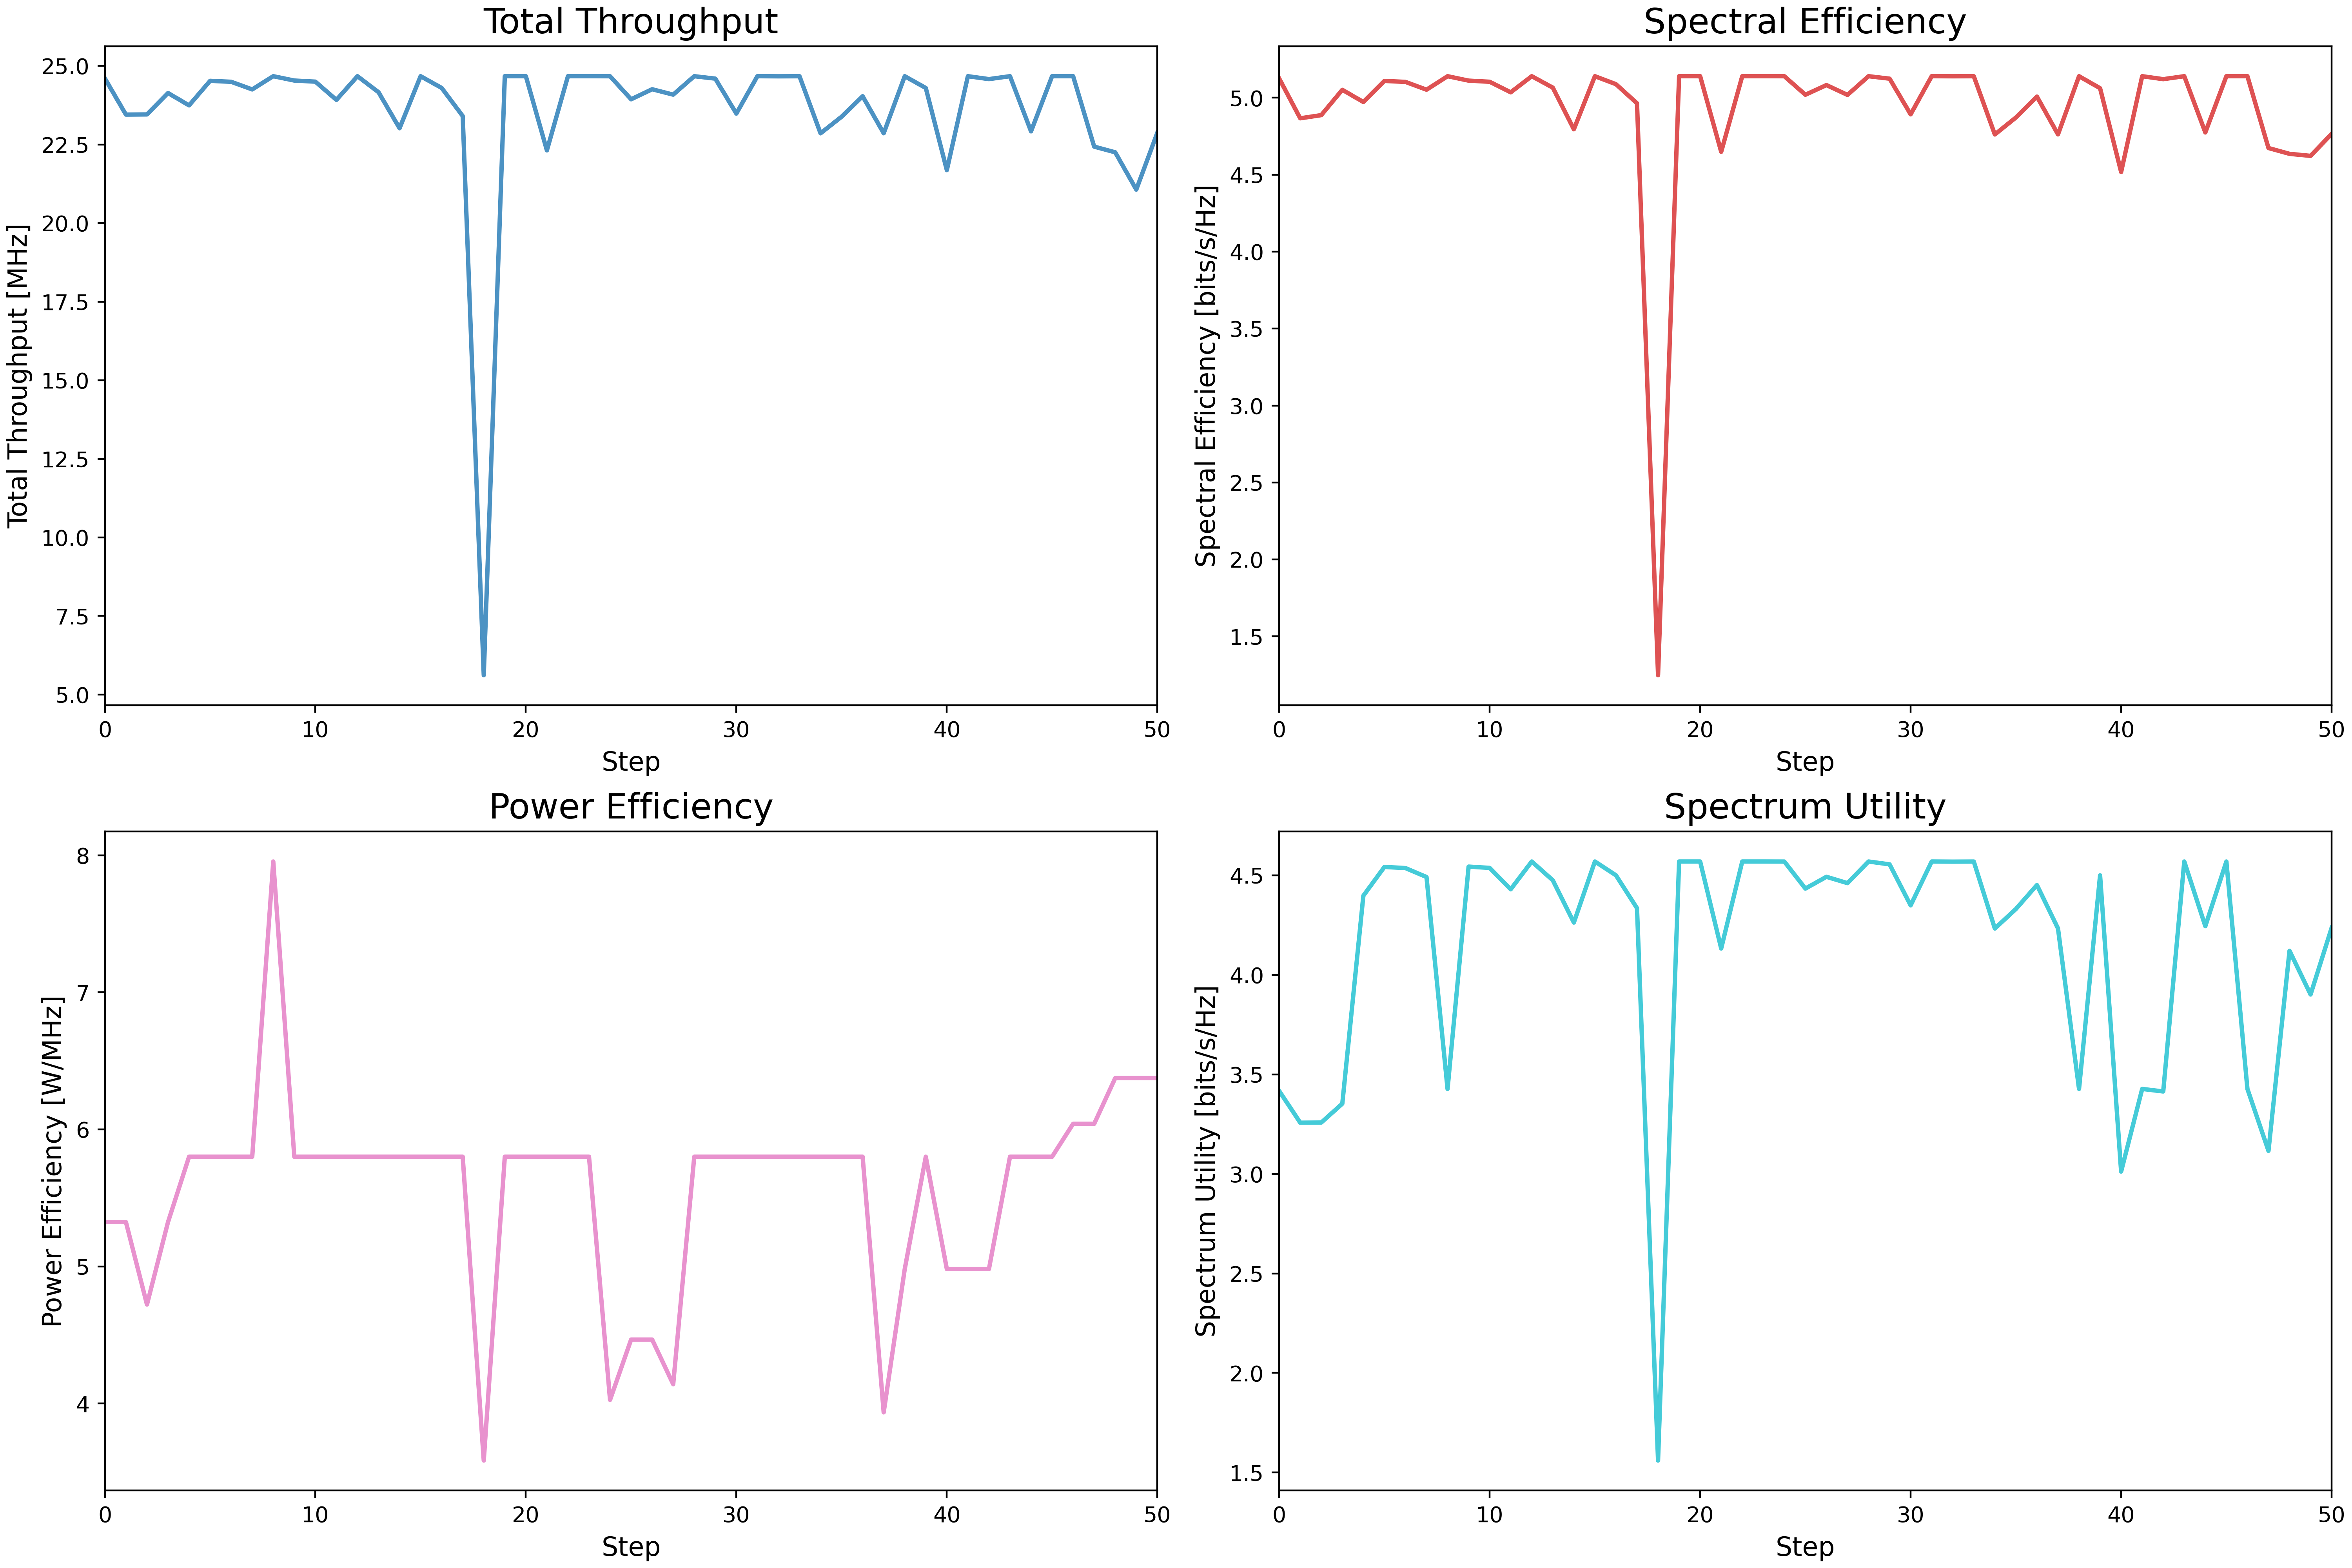 Total Throughput
Total Throughput [MHz]
25.0
22.5
20.0
17.5
15.0
12.5
10.0
7.5
5.0
0 10 20 30 40 50
Step
Spectral Efficiency
Spectral Efficiency [bits/s/Hz]
5.0
4.5
4.0
3.5
3.0
2.5
2.0
1.5
0 10 20 30 40 50
Step
Power Efficiency
Power Efficiency [W/MHz]
8
7
6
5
4
0 10 20 30 40 50
Step
Spectrum Utility
Spectrum Utility [bits/s/Hz]
4.5
4.0
3.5
3.0
2.5
2.0
1.5
0 10 20 30 40 50
Step